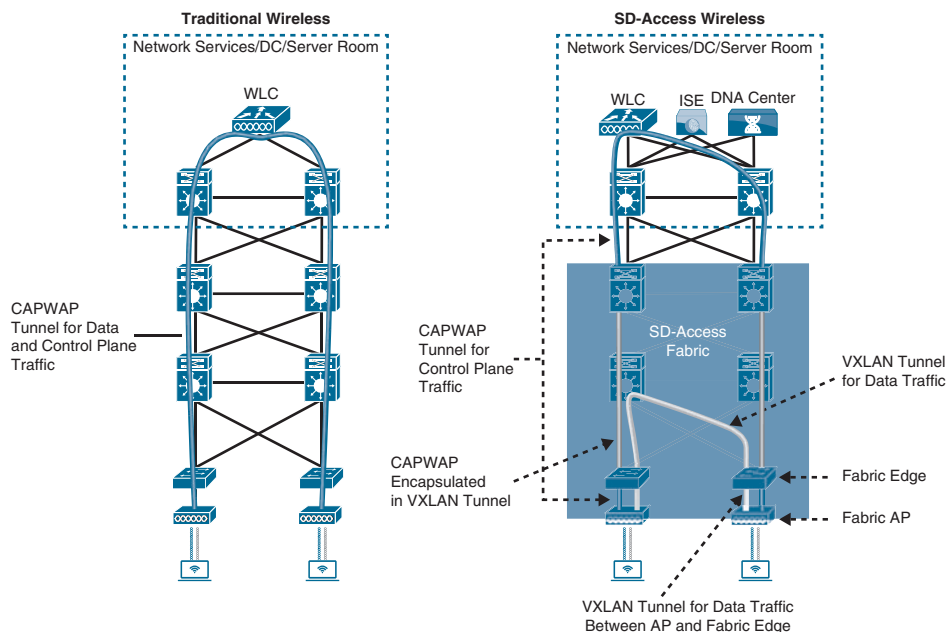 Traditional Wireless
Network Services/DC/Server Room
WLC
CAPWAP
Tunnel for Data
and Control Plane
Traffic
SD-Access Wireless
Network Services/DC/Server Room
WLC
ISE
DNA Center
CAPWAP
Tunnel for
Control Plane
Traffic
SD-Access
Fabric
VXLAN Tunnel
for Data Traffic
CAPWAP
Encapsulated
in VXLAN Tunnel
Fabric Edge
Fabric AP
VXLAN Tunnel for Data Traffic
Between AP and Fabric Edge